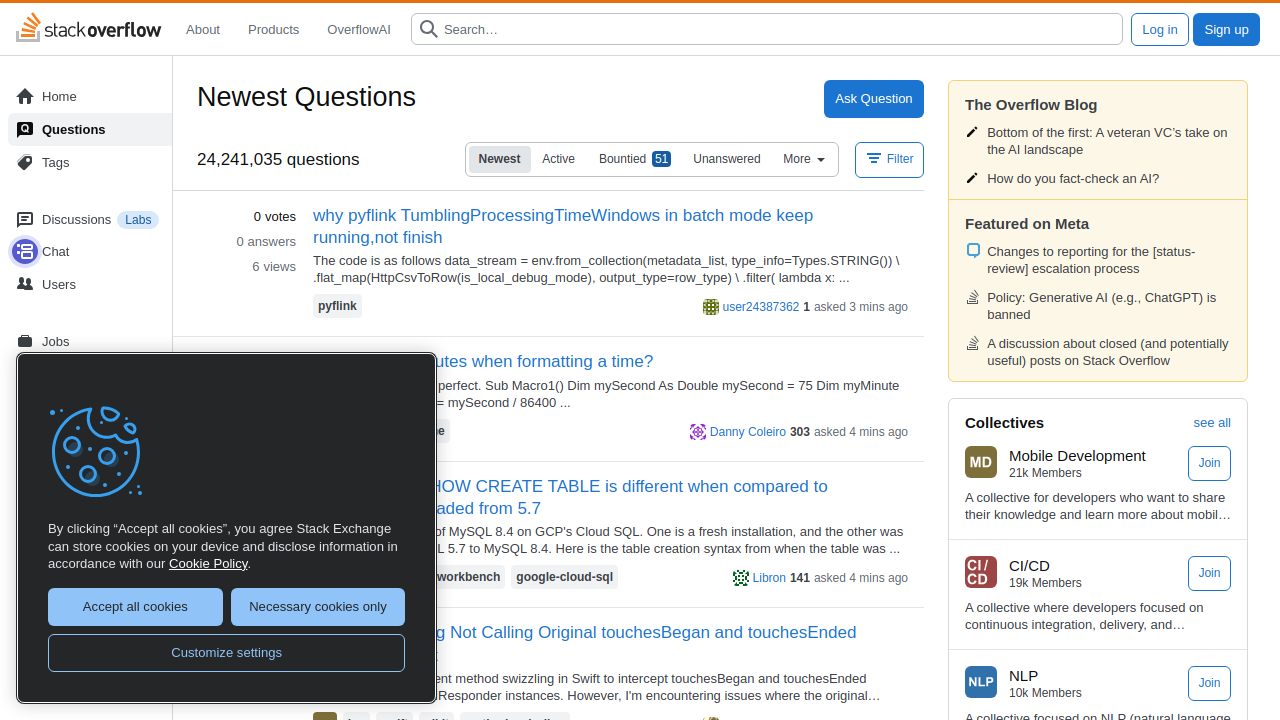 stack overflow
About
Products
OverflowAI
Search…
Log in
Sign up
Home
Questions
Tags
Discussions
Labs
Chat
Users
Jobs
Newest Questions
Ask Question
24,241,035 questions
Newest
Active
Bountied 51
Unanswered
More
Filter
0 votes
0 answers
6 views
why pyflink TumblingProcessingTimeWindows in batch mode keep
running,not finish
The code is as follows data_stream = env.from_collection(metadata_list, type_info=Types.STRING()) \
.flat_map(HttpCsvToRow(is_local_debug_mode), output_type=row_type) \ .filter( lambda x: ...
pyflink
user24387362 1 asked 3 mins ago
utes when formatting a time?
perfect. Sub Macro1() Dim mySecond As Double mySecond = 75 Dim myMinute
= mySecond / 86400 ...
Danny Coleiro 303 asked 4 mins ago
HOW CREATE TABLE is different when compared to
aded from 5.7
of MySQL 8.4 on GCP's Cloud SQL. One is a fresh installation, and the other was
L 5.7 to MySQL 8.4. Here is the table creation syntax from when the table was ...
workbench
google-cloud-sql
Libron 141 asked 4 mins ago
g Not Calling Original touchesBegan and touchesEnded
ent method swizzling in Swift to intercept touchesBegan and touchesEnded
Responder instances. However, I'm encountering issues where the original…
By clicking “Accept all cookies”, you agree Stack Exchange
can store cookies on your device and disclose information in
accordance with our Cookie Policy.
Accept all cookies
Necessary cookies only
Customize settings
The Overflow Blog
Bottom of the first: A veteran VC’s take on
the AI landscape
How do you fact-check an AI?
Featured on Meta
Changes to reporting for the [status-
review] escalation process
Policy: Generative AI (e.g., ChatGPT) is
banned
A discussion about closed (and potentially
useful) posts on Stack Overflow
Collectives
see all
MD
Mobile Development
21k Members
Join
A collective for developers who want to share
their knowledge and learn more about mobil…
CI/
CD
CI/CD
19k Members
Join
A collective where developers focused on
continuous integration, delivery, and…
NLP
NLP
10k Members
Join
A collective focused on NLP (natural language